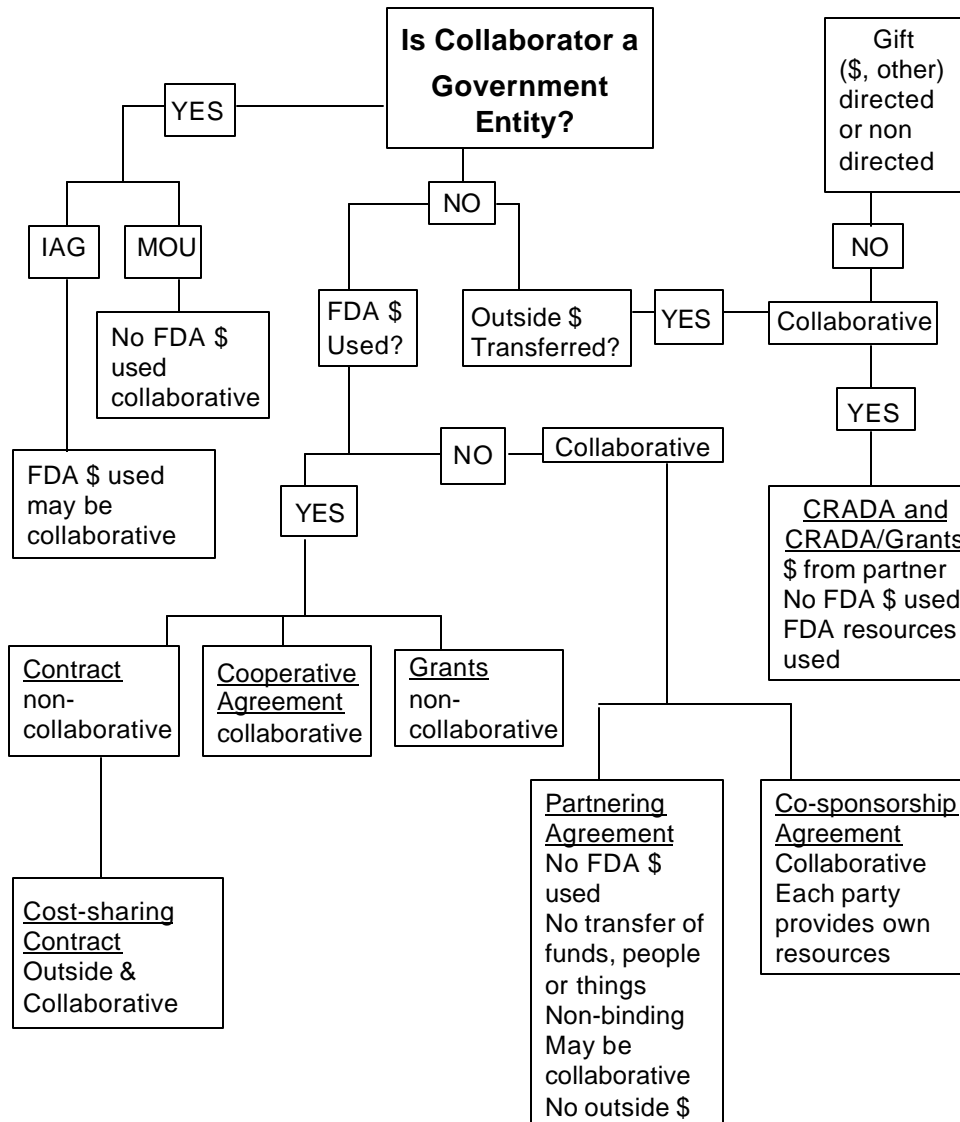 Is Collaborator a
Government
Entity?
Gift
($, other)
directed
or non
directed
YES
NO
NO
IAG
MOU
FDA $
Used?
Outside $
Transferred?
YES
Collaborative
No FDA $
used
collaborative
YES
NO
Collaborative
FDA $ used
may be
collaborative
YES
CRADA and
CRADA/Grants
$ from partner
No FDA $ used
FDA resources
used
Contract
non-
collaborative
Cooperative
Agreement
collaborative
Grants
non-
collaborative
Partnering
Agreement
No FDA $
used
No transfer of
funds, people
or things
Non-binding
May be
collaborative
No outside $
Co-sponsorship
Agreement
Collaborative
Each party
provides own
resources
Cost-sharing
Contract
Outside &
Collaborative